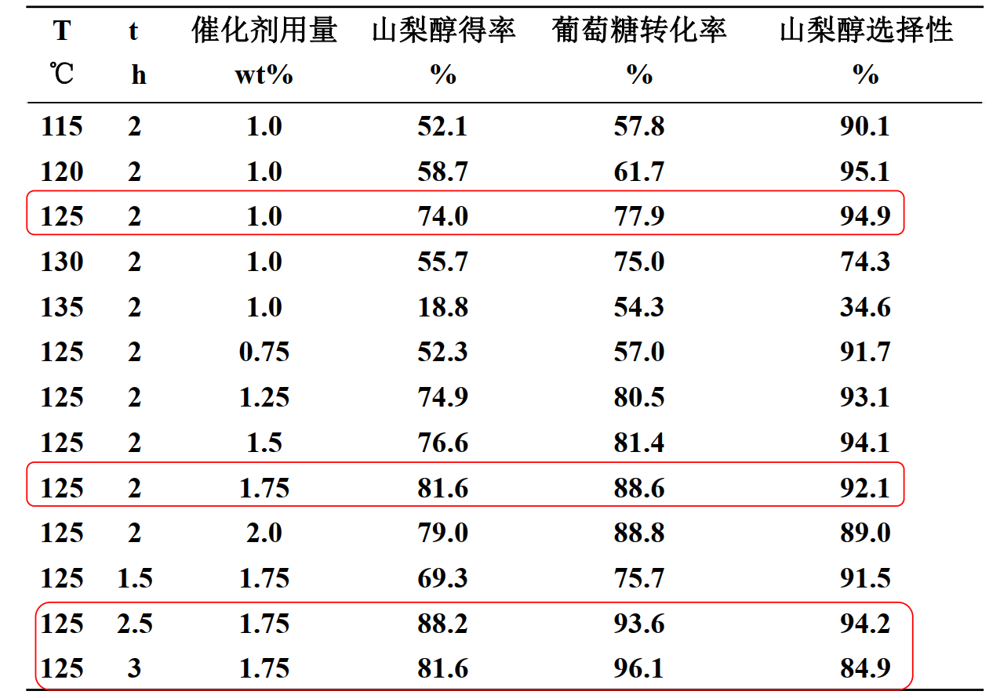 T t 催化剂用量 山梨醇得率 葡萄糖转化率 山梨醇选择性
℃ h wt% % % %
115 2 1.0 52.1 57.8 90.1
120 2 1.0 58.7 61.7 95.1
125 2 1.0 74.0 77.9 94.9
130 2 1.0 55.7 75.0 74.3
135 2 1.0 18.8 54.3 34.6
125 2 0.75 52.3 57.0 91.7
125 2 1.25 74.9 80.5 93.1
125 2 1.5 76.6 81.4 94.1
125 2 1.75 81.6 88.6 92.1
125 2 2.0 79.0 88.8 89.0
125 1.5 1.75 69.3 75.7 91.5
125 2.5 1.75 88.2 93.6 94.2
125 3 1.75 81.6 96.1 84.9